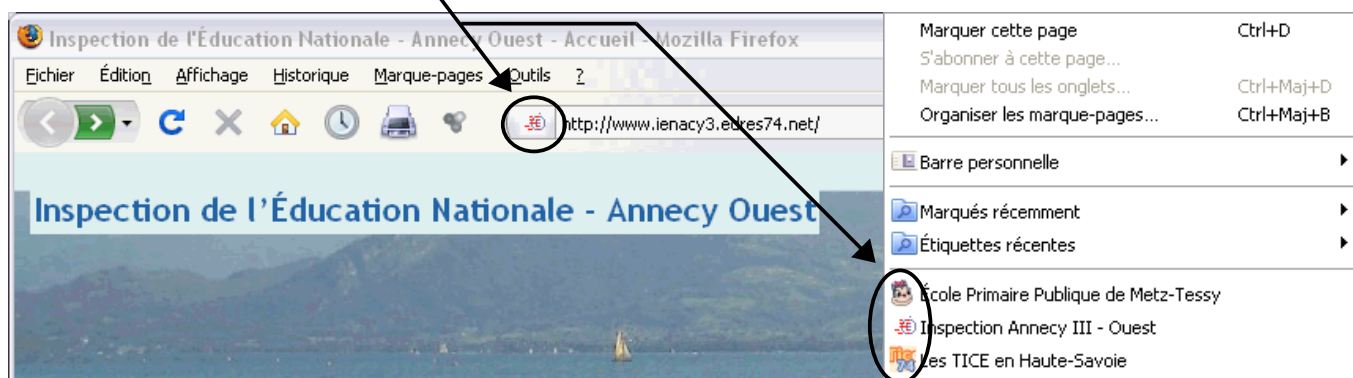 Inspection de l'Éducation Nationale - Annecy Ouest - Accueil - Mozilla Firefox
Fichier Édition Affichage Historique Marque-pages Outils ?
http://www.ienacy3.edres74.net/
Inspection de l'Éducation Nationale - Annecy Ouest
Marquer cette page Ctrl+D
S'abonner à cette page...
Marquer tous les onglets... Ctrl+Maj+D
Organiser les marque-pages... Ctrl+Maj+B
Barre personnelle
Marqués récemment
Étiquettes récentes
École Primaire Publique de Metz-Tessy
Inspection Annecy III - Ouest
Les TICE en Haute-Savoie